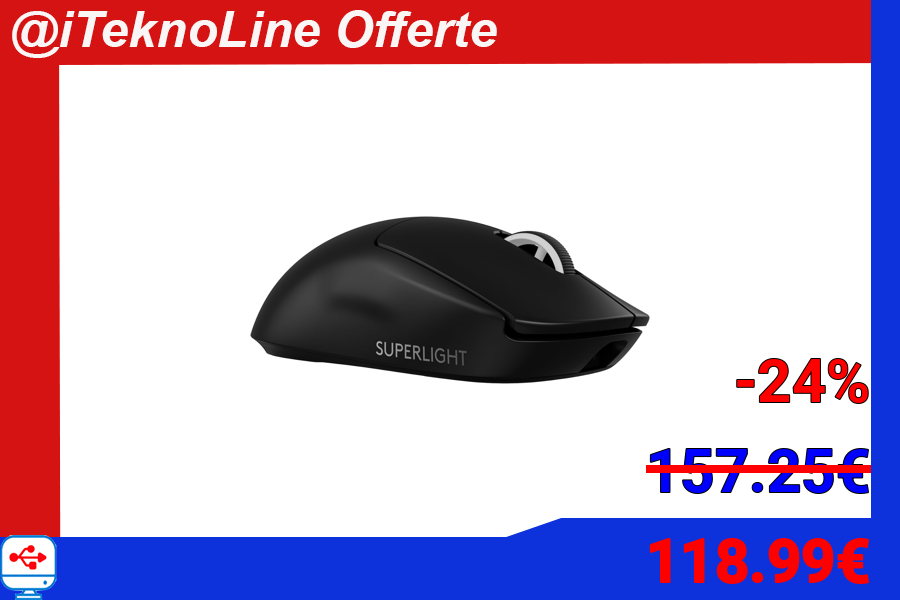 @iTeknoLine Offerte
SUPERLIGHT
-24%
157.25€
118.99€